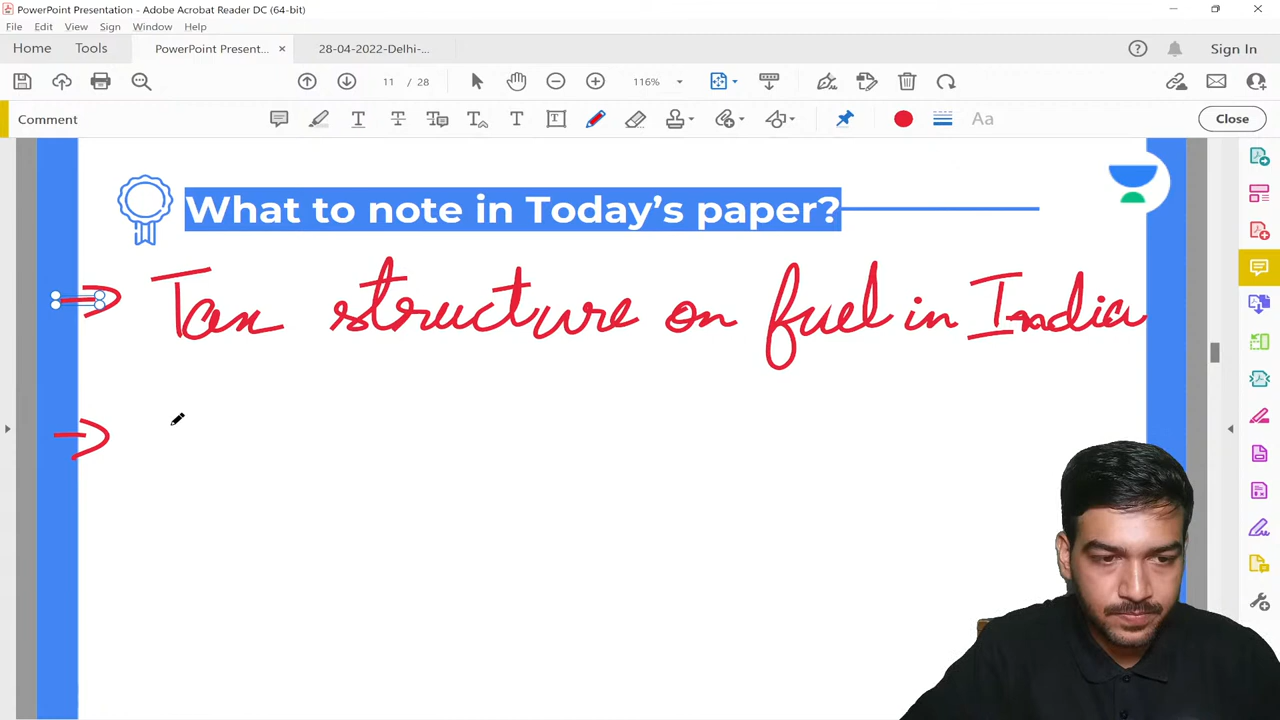 PowerPoint Presentation - Adobe Acrobat Reader DC (64-bit)
File Edit View Sign Window Help
Home Tools PowerPoint Present... × 28-04-2022-Delhi-... Sign In
11 / 28 116%
Comment Aa Close
What to note in Today's paper?
⇒ Tax structure on fuel in India
⇒